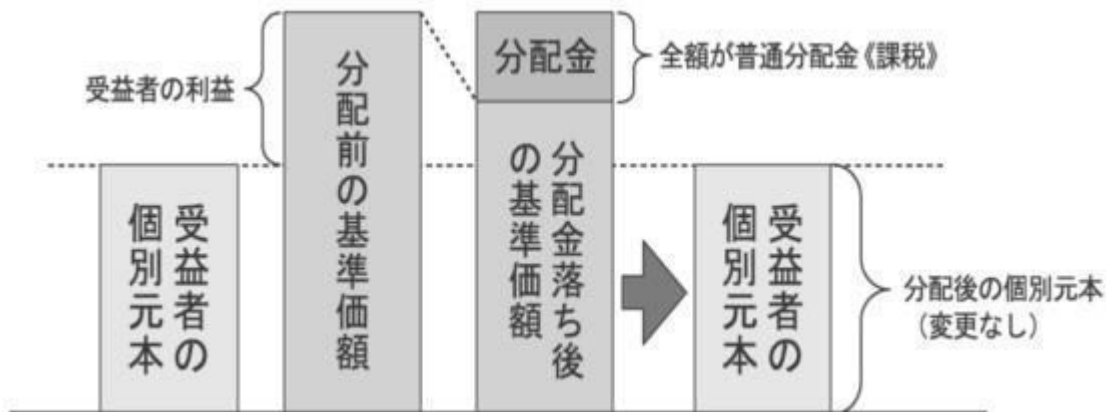 受益者の利益
受益者の
個別元本
分配前の基準価額
分配金
全額が普通分配金《課税》
分配金落ち後
の基準価額
受益者の
個別元本
分配後の個別元本
（変更なし）